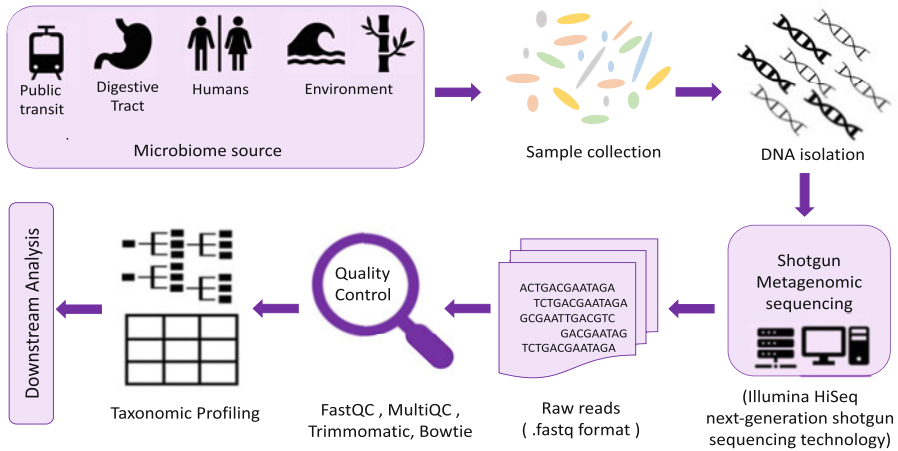 Public
transit
Digestive
Tract
Humans
Environment
Microbiome source
Sample collection
DNA isolation
Shotgun
Metagenomic
sequencing
(Illumina HiSeq
next-generation shotgun
sequencing technology)
ACTGACGAATAGA
TCTGACGAATAGA
GCGAATTGACGTC
GACGAATAG
TCTGACGAATAGA
Raw reads
( .fastq format )
Quality
Control
FastQC , MultiQC ,
Trimmomatic, Bowtie
Taxonomic Profiling
Downstream Analysis